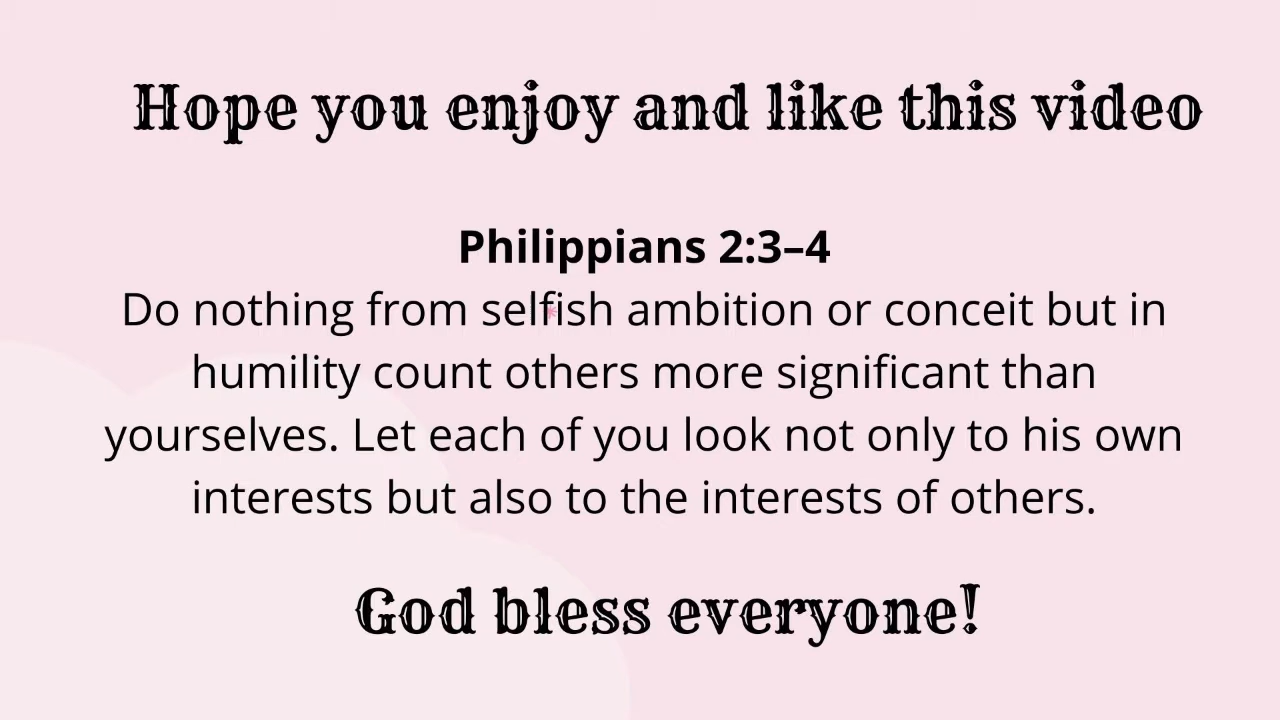 Hope you enjoy and like this video
Philippians 2:3–4
Do nothing from selfish ambition or conceit but in
humility count others more significant than
yourselves. Let each of you look not only to his own
interests but also to the interests of others.
God bless everyone!